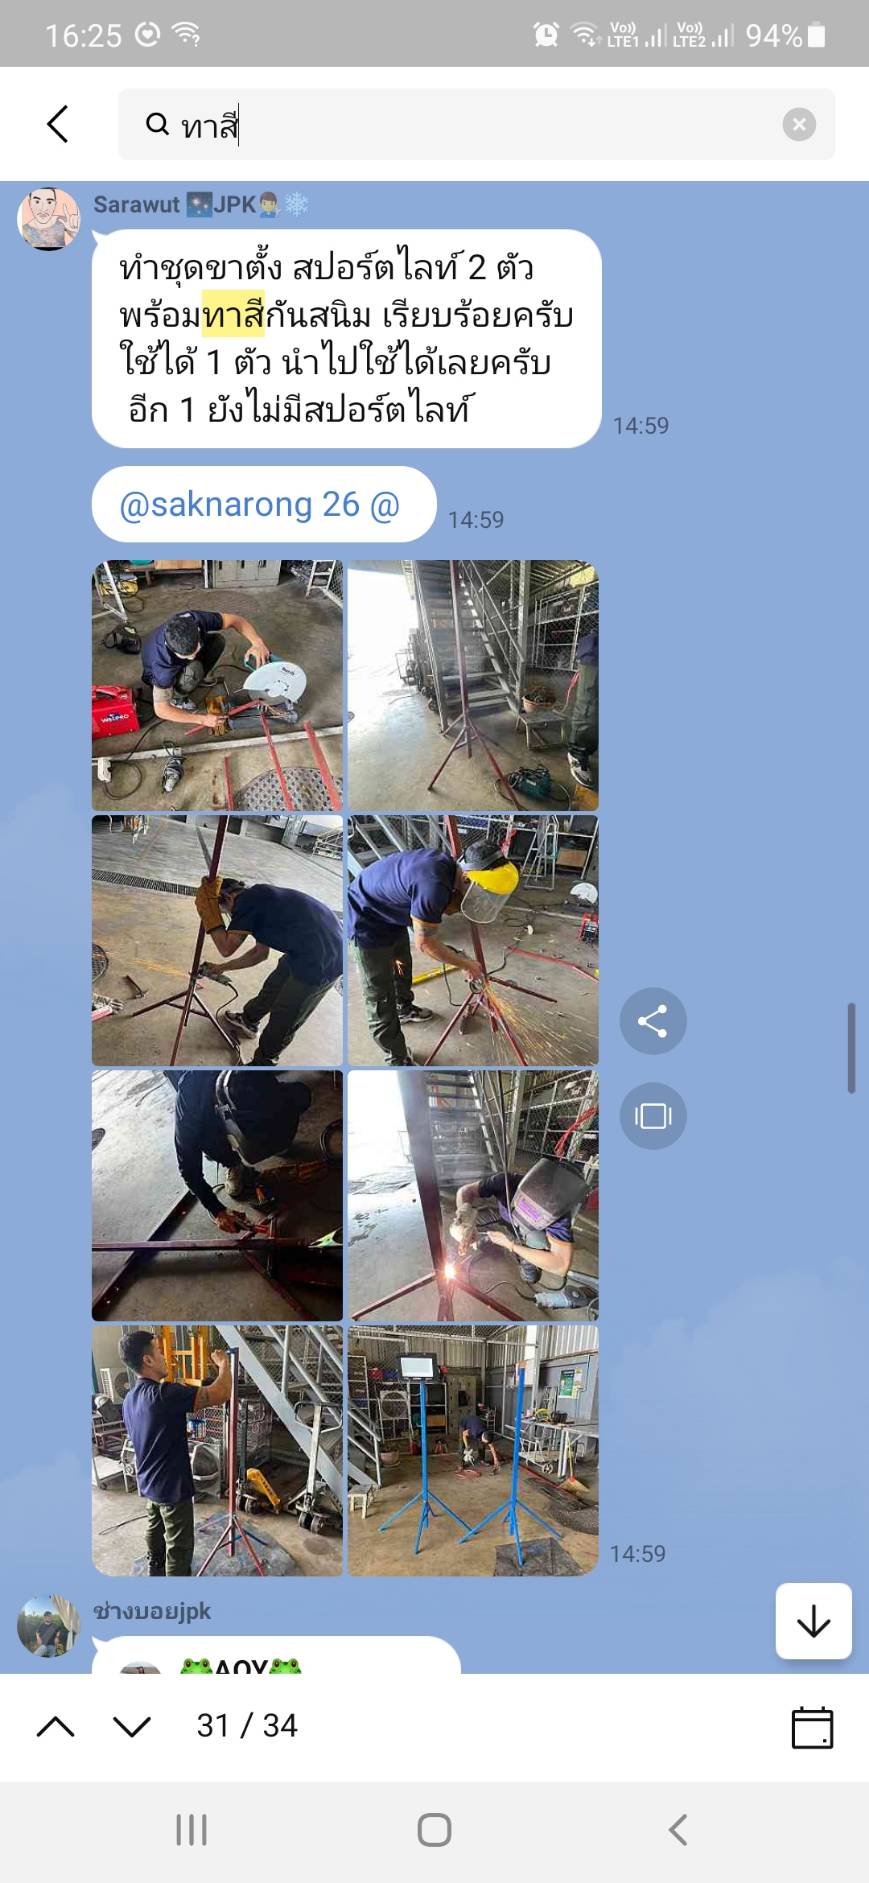 16:25
Vo)) LTE1 Vo)) LTE2 94%
ทาสี
Sarawut 🌌JPK👨‍🔧❄️
ทำชุดขาตั้ง สปอร์ตไลท์ 2 ตัว
พร้อมทาสีกันสนิม เรียบร้อยครับ
ใช้ได้ 1 ตัว นำไปใช้ได้เลยครับ
อีก 1 ยังไม่มีสปอร์ตไลท์
14:59
@saknarong 26 @
14:59
14:59
ช่างบอยjpk
🐸AOY🐸
31 / 34